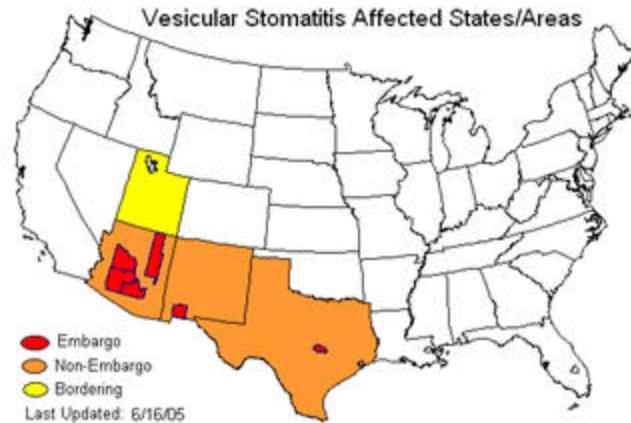 Vesicular Stomatitis Affected States/Areas
Embargo
Non-Embargo
Bordering
Last Updated: 6/16/05